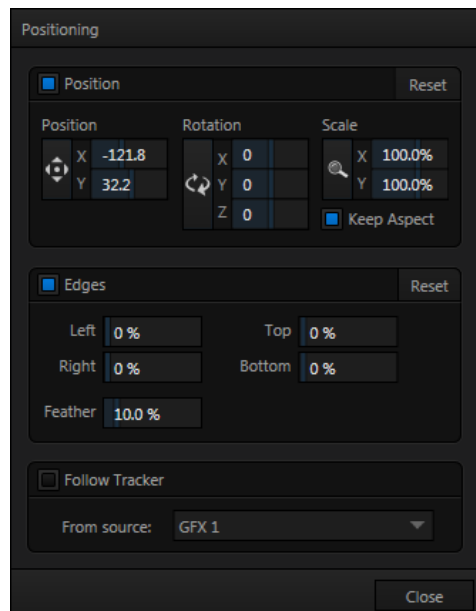 Positioning
Position Reset
Position Rotation Scale
X -121.8 X 0 X 100.0%
Y 32.2 Y 0 Y 100.0%
Z 0 Keep Aspect
Edges Reset
Left 0 % Top 0 %
Right 0 % Bottom 0 %
Feather 10.0 %
Follow Tracker
From source: GFX 1
Close